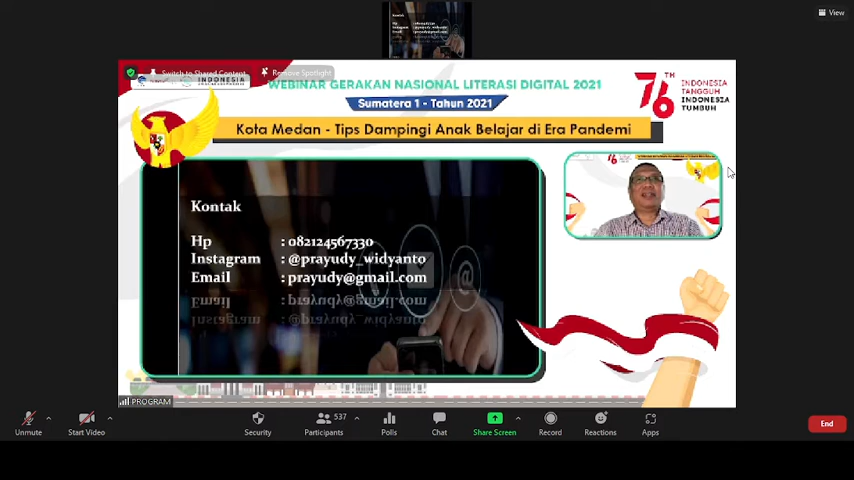 View
Switch to Shared Content
Remove Spotlight
INDONESIA
WEBINAR GERAKAN NASIONAL LITERASI DIGITAL 2021
Sumatera 1 - Tahun 2021
Kota Medan - Tips Dampingi Anak Belajar di Era Pandemi
76TH
INDONESIA
TANGGUH
INDONESIA
TUMBUH
Kontak
Hp : 082124567330
Instagram : @prayudy_widyanto
Email : prayudy@gmail.com
PROGRAM
Unmute
Start Video
Security
Participants 537
Polls
Chat
Share Screen
Record
Reactions
Apps
End